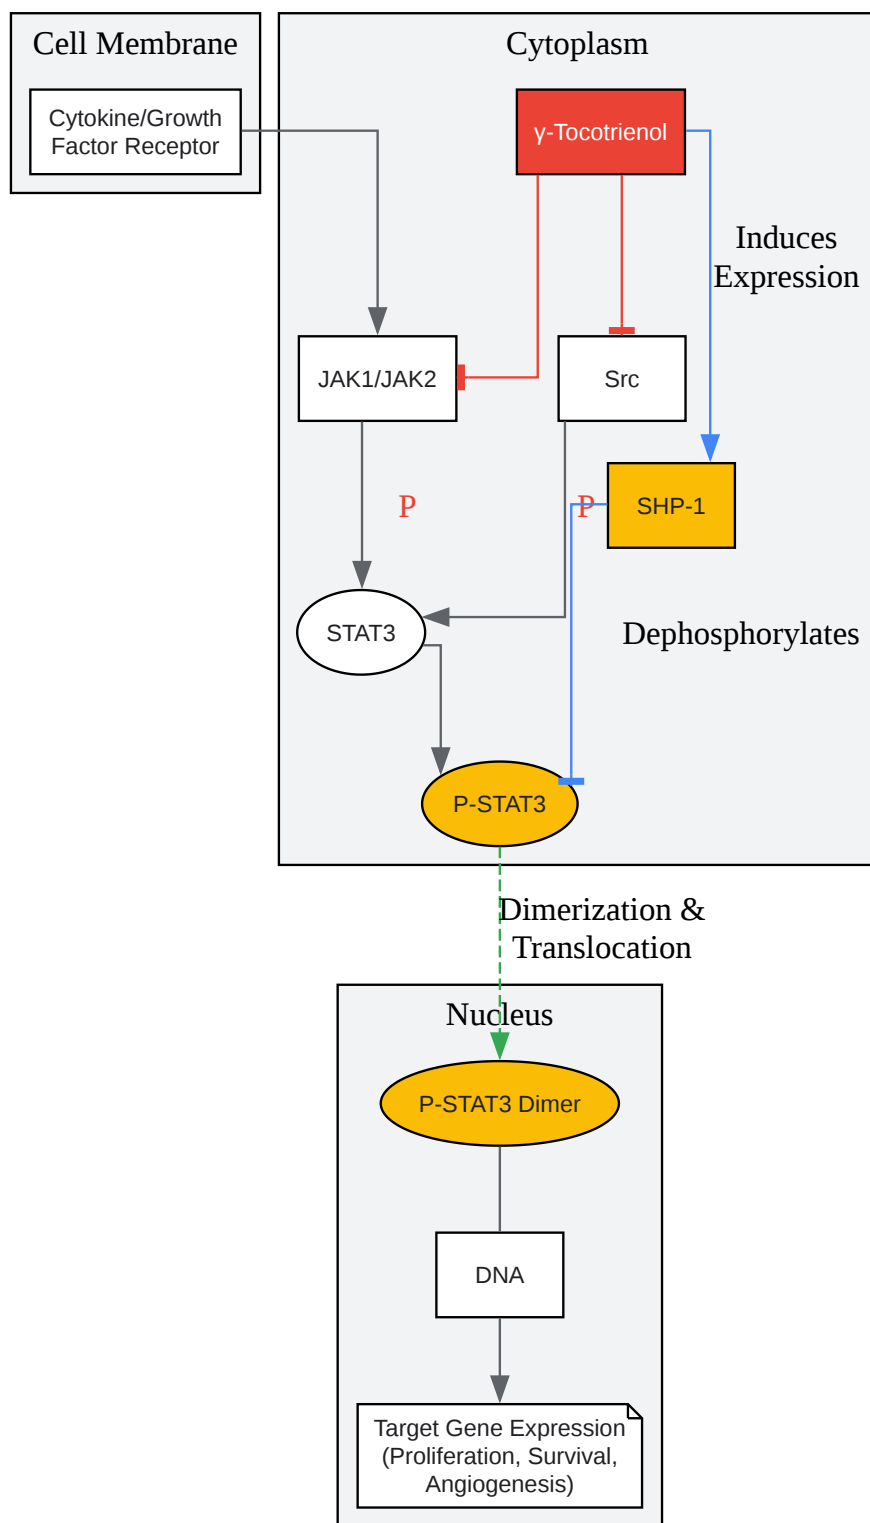 Cell Membrane
Cytoplasm
Cytokine/Growth
Factor Receptor
γ-Tocotrienol
Induces
Expression
JAK1/JAK2
Src
P
P
SHP-1
STAT3
Dephosphorylates
P-STAT3
Dimerization &
Translocation
Nucleus
P-STAT3 Dimer
DNA
Target Gene Expression
(Proliferation, Survival,
Angiogenesis)